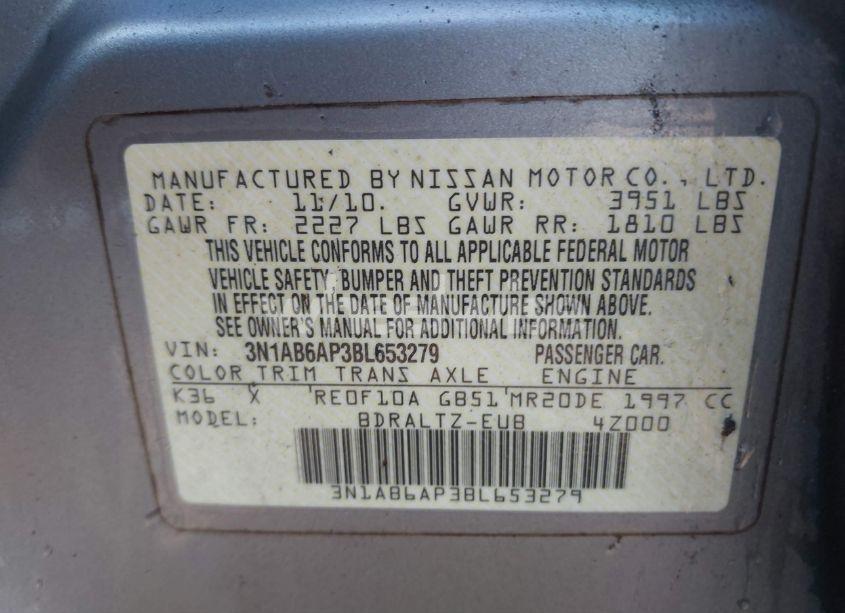 MANUFACTURED BY NISSAN MOTOR CO., LTD.
DATE: 11/10. GVWR: 3951 LBS
GAWR FR: 2227 LBS GAWR RR: 1810 LBS
THIS VEHICLE CONFORMS TO ALL APPLICABLE FEDERAL MOTOR
VEHICLE SAFETY, BUMPER AND THEFT PREVENTION STANDARDS
IN EFFECT ON THE DATE OF MANUFACTURE SHOWN ABOVE.
SEE OWNER'S MANUAL FOR ADDITIONAL INFORMATION.
VIN: 3N1AB6AP3BL653279 PASSENGER CAR.
COLOR TRIM TRANS AXLE ENGINE
K36 X RE0F10A GB51 MR20DE 1997 CC
MODEL: BDRALTZ-EUB 4Z000
3N1AB6AP3BL653279